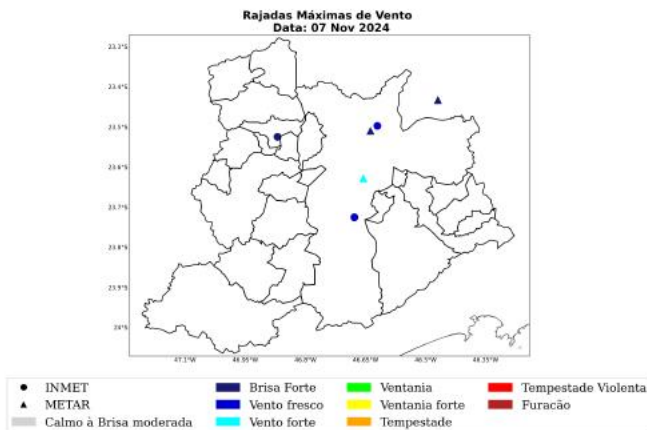 Rajadas Máximas de Vento
Data: 07 Nov 2024
23.3°S
23.4°S
23.5°S
23.6°S
23.7°S
23.8°S
23.9°S
24°S
47.1°W 46.95°W 46.8°W 46.65°W 46.5°W 46.35°W
INMET Brisa Forte Ventania Tempestade Violenta
METAR Vento fresco Ventania forte Furacão
Calmo à Brisa moderada Vento forte Tempestade